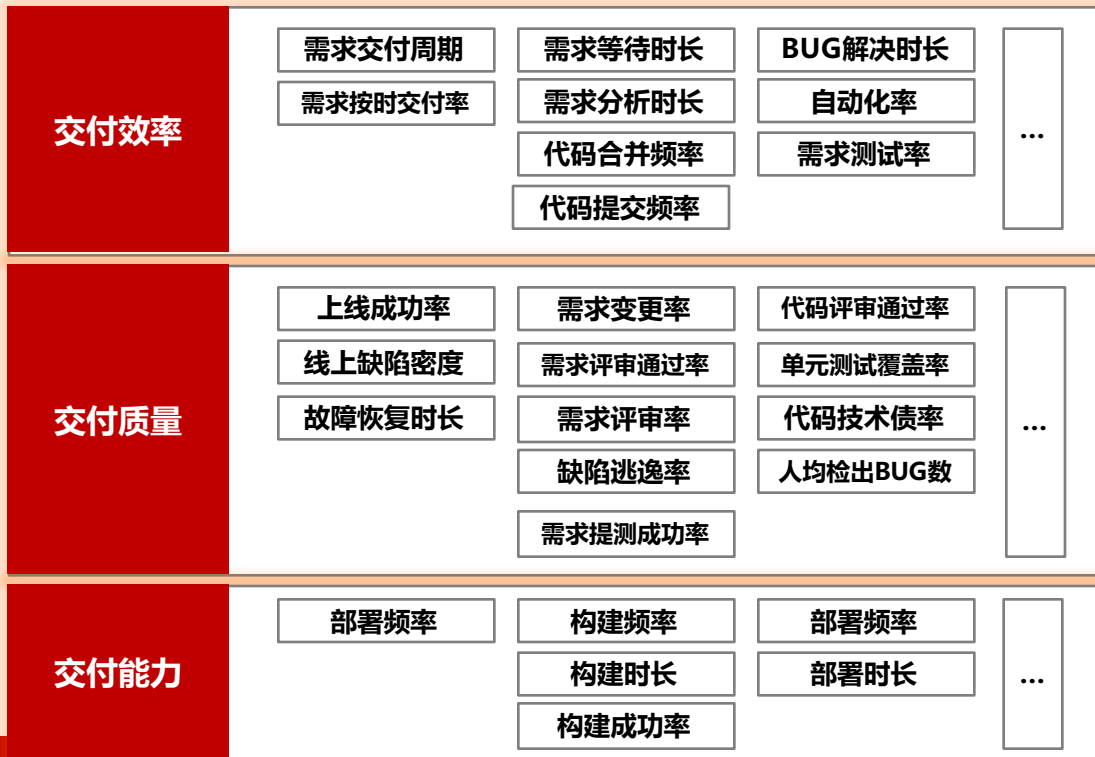 交付效率
需求交付周期
需求等待时长
BUG解决时长
需求按时交付率
需求分析时长
自动化率
代码合并频率
需求测试率
代码提交频率
...
交付质量
上线成功率
需求变更率
代码评审通过率
线上缺陷密度
需求评审通过率
单元测试覆盖率
故障恢复时长
需求评审率
代码技术债率
缺陷逃逸率
人均检出BUG数
需求提测成功率
...
交付能力
部署频率
构建频率
部署频率
构建时长
部署时长
构建成功率
...